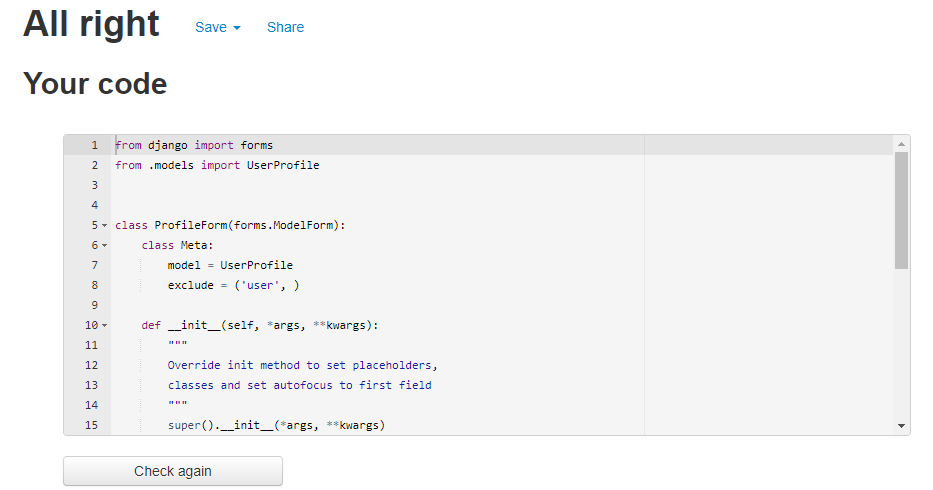 All right Save Share
Your code
1 from django import forms
2 from .models import UserProfile
3
4
5 class ProfileForm(forms.ModelForm):
6 class Meta:
7 model = UserProfile
8 exclude = ('user', )
9
10 def __init__(self, *args, **kwargs):
11 """
12 Override init method to set placeholders,
13 classes and set autofocus to first field
14 """
15 super().__init__(*args, **kwargs)
Check again